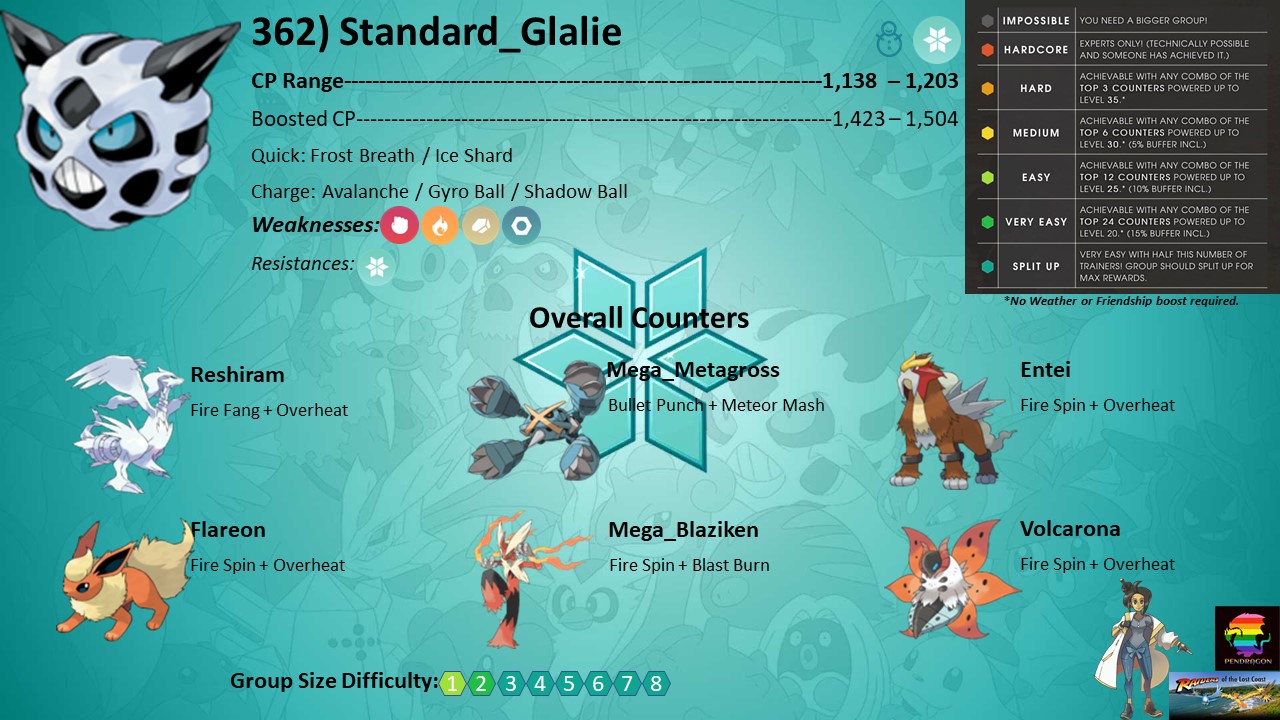 362) Standard_Glalie
CP Range------------------------------------------------------------------------1,138 – 1,203
Boosted CP------------------------------------------------------------------------1,423 – 1,504
Quick: Frost Breath / Ice Shard
Charge: Avalanche / Gyro Ball / Shadow Ball
Weaknesses:
Resistances:
IMPOSSIBLE YOU NEED A BIGGER GROUP!
HARDCORE EXPERTS ONLY! (TECHNICALLY POSSIBLE
AND SOMEONE HAS ACHIEVED IT.)
HARD ACHIEVABLE WITH ANY COMBO OF THE
TOP 3 COUNTERS POWERED UP TO
LEVEL 35.*
MEDIUM ACHIEVABLE WITH ANY COMBO OF THE
TOP 6 COUNTERS POWERED UP TO
LEVEL 30.* (5% BUFFER INCL.)
EASY ACHIEVABLE WITH ANY COMBO OF THE
TOP 12 COUNTERS POWERED UP TO
LEVEL 25.* (10% BUFFER INCL.)
VERY EASY ACHIEVABLE WITH ANY COMBO OF THE
TOP 24 COUNTERS POWERED UP TO
LEVEL 20.* (15% BUFFER INCL.)
SPLIT UP VERY EASY WITH HALF THIS NUMBER OF
TRAINERS! GROUP SHOULD SPLIT UP FOR
MAX REWARDS.
*No Weather or Friendship boost required.
Overall Counters
Reshiram
Fire Fang + Overheat
Mega_Metagross
Bullet Punch + Meteor Mash
Entei
Fire Spin + Overheat
Flareon
Fire Spin + Overheat
Mega_Blaziken
Fire Spin + Blast Burn
Volcarona
Fire Spin + Overheat
Group Size Difficulty: 1 2 3 4 5 6 7 8
PENDRAGON
RAIDERS of the Lost Coast